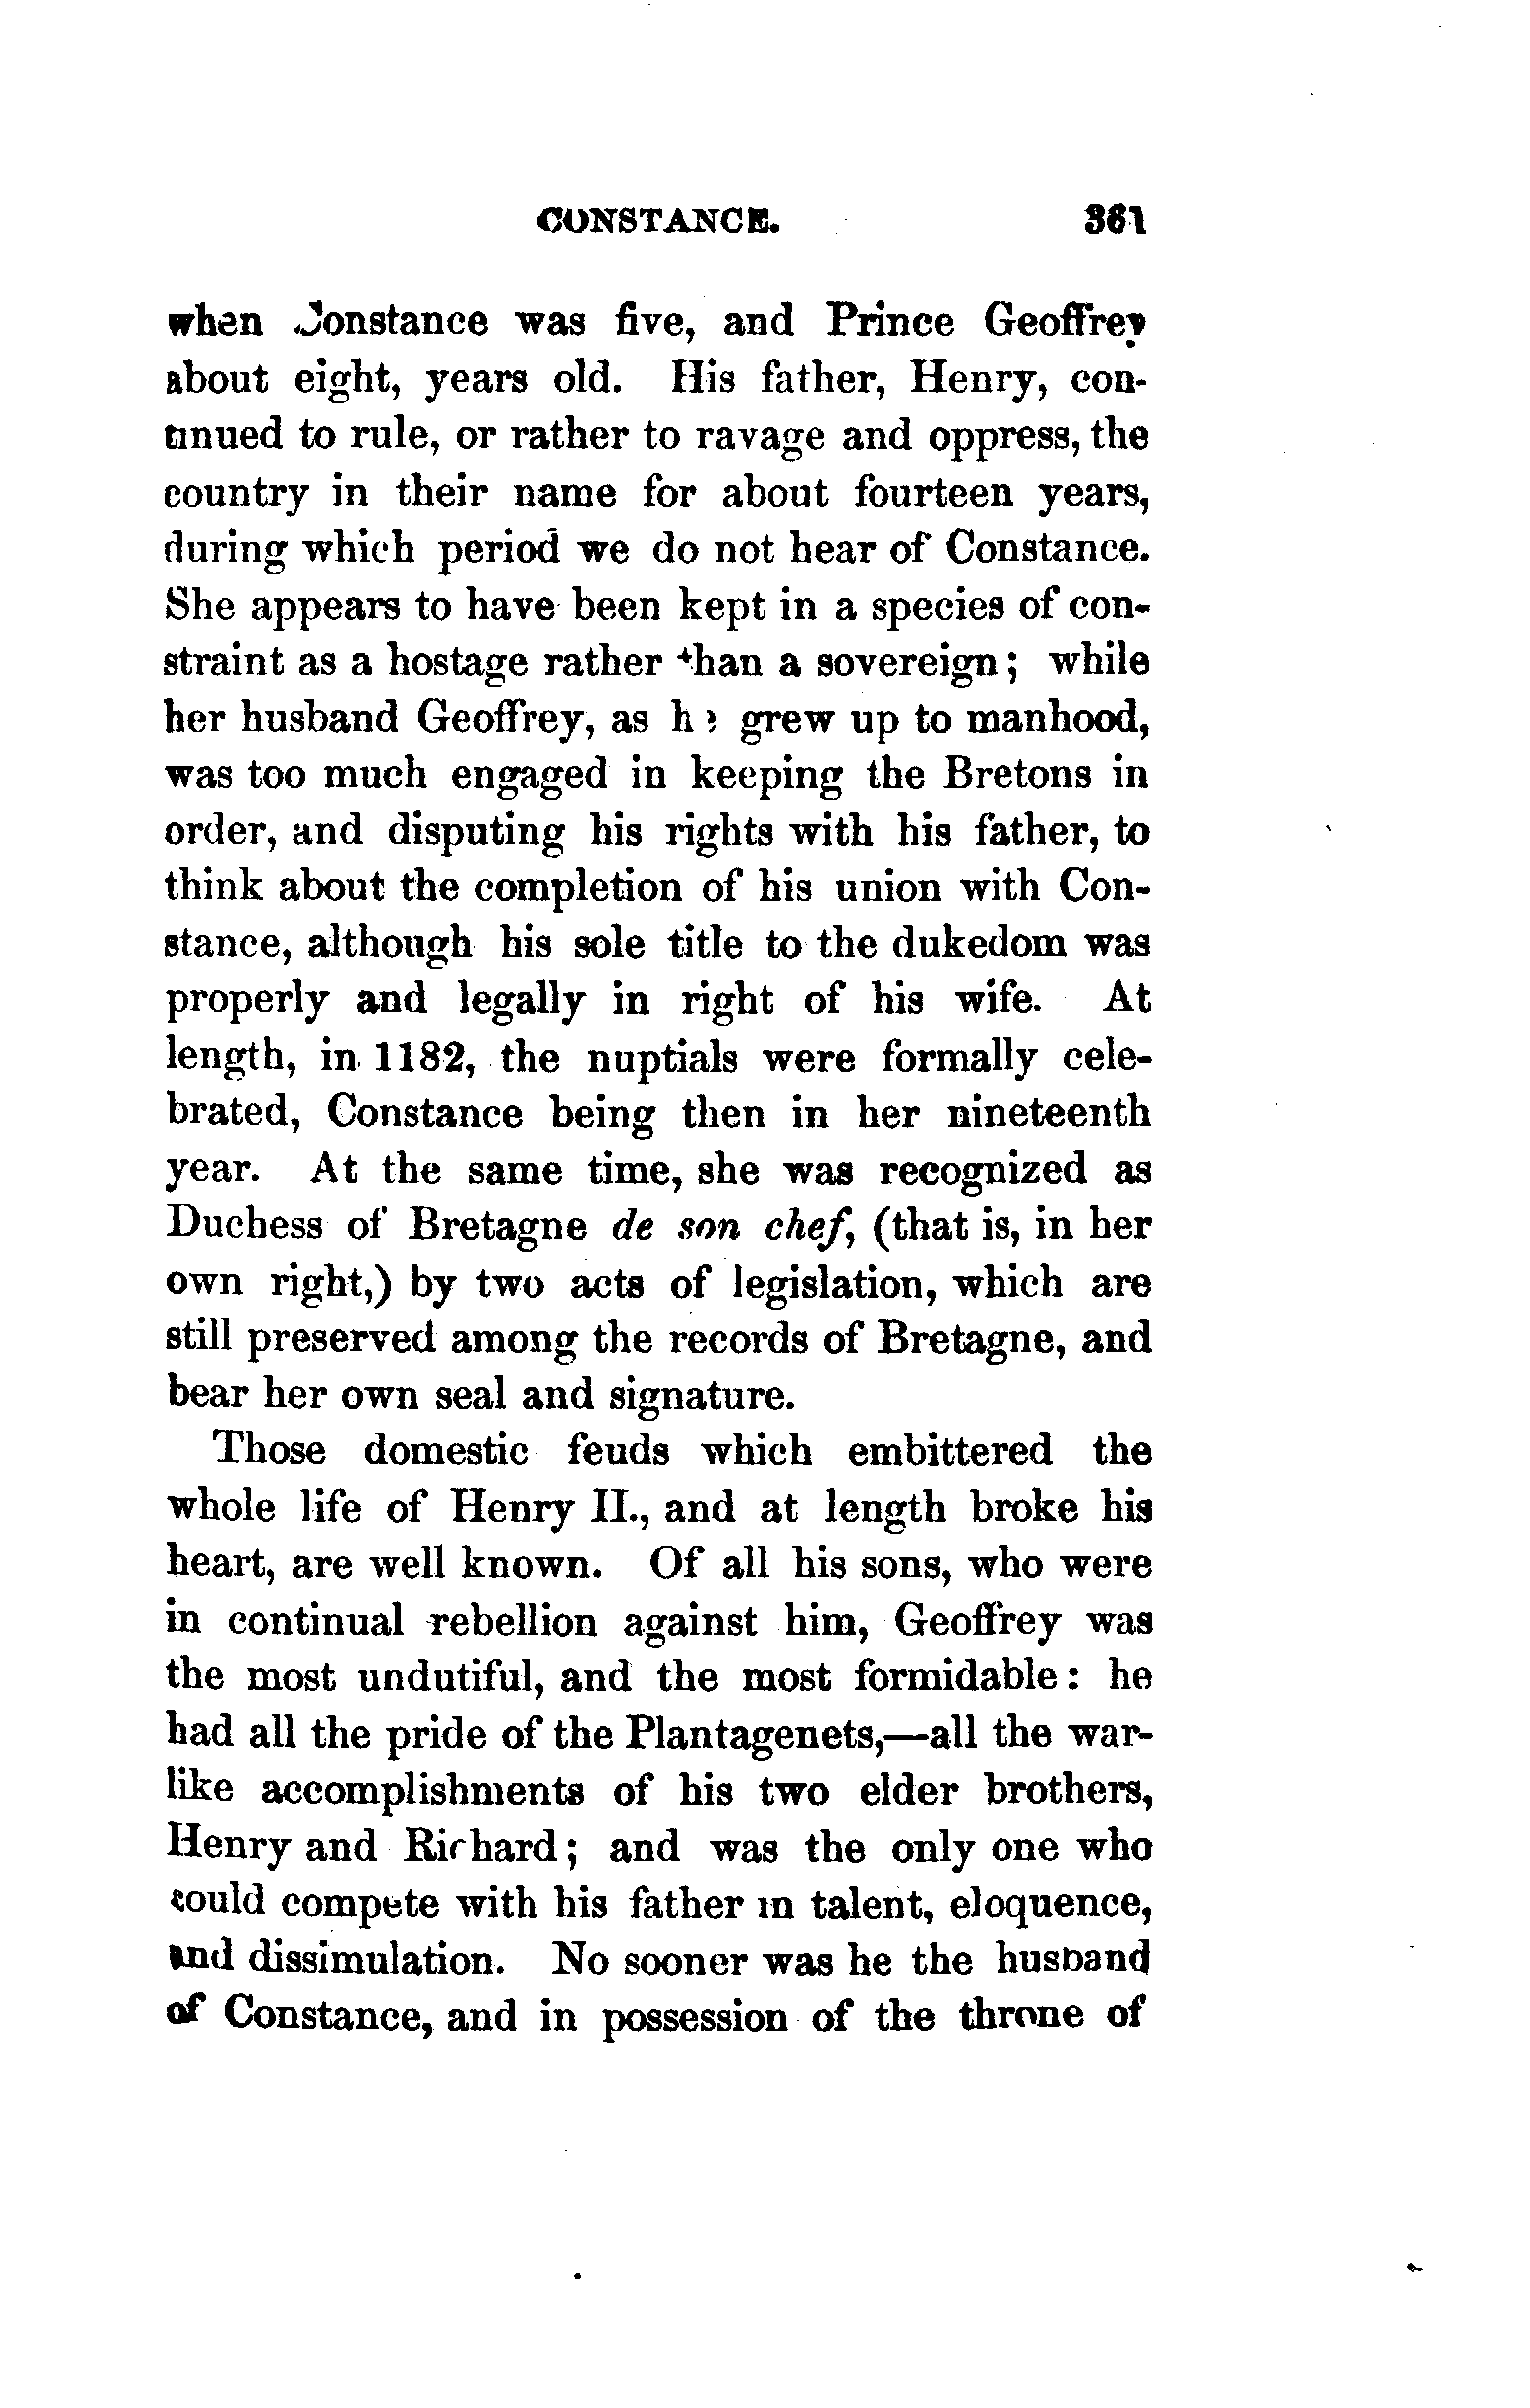 CONSTANCE. 361
when Constance was five, and Prince Geoffrey
about eight, years old. His father, Henry, con-
tinued to rule, or rather to ravage and oppress, the
country in their name for about fourteen years,
during which period we do not hear of Constance.
She appears to have been kept in a species of con-
straint as a hostage rather than a sovereign; while
her husband Geoffrey, as he grew up to manhood,
was too much engaged in keeping the Bretons in
order, and disputing his rights with his father, to
think about the completion of his union with Con-
stance, although his sole title to the dukedom was
properly and legally in right of his wife. At
length, in 1182, the nuptials were formally cele-
brated, Constance being then in her nineteenth
year. At the same time, she was recognized as
Duchess of Bretagne de son chef, (that is, in her
own right,) by two acts of legislation, which are
still preserved among the records of Bretagne, and
bear her own seal and signature.
Those domestic feuds which embittered the
whole life of Henry II., and at length broke his
heart, are well known. Of all his sons, who were
in continual rebellion against him, Geoffrey was
the most undutiful, and the most formidable: he
had all the pride of the Plantagenets,—all the war-
like accomplishments of his two elder brothers,
Henry and Richard; and was the only one who
could compete with his father in talent, eloquence,
and dissimulation. No sooner was he the husband
of Constance, and in possession of the throne of